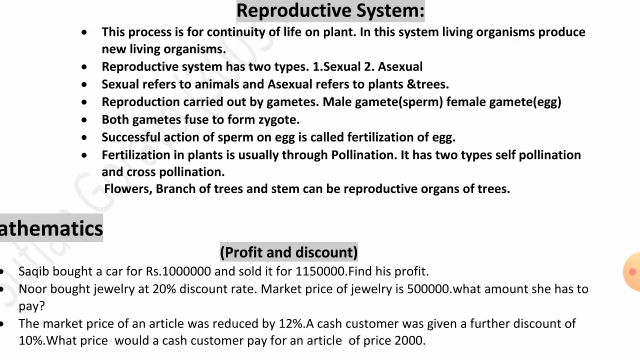 Reproductive System:
• This process is for continuity of life on plant. In this system living organisms produce
new living organisms.
• Reproductive system has two types. 1.Sexual 2. Asexual
• Sexual refers to animals and Asexual refers to plants &trees.
• Reproduction carried out by gametes. Male gamete(sperm) female gamete(egg)
• Both gametes fuse to form zygote.
• Successful action of sperm on egg is called fertilization of egg.
• Fertilization in plants is usually through Pollination. It has two types self pollination
and cross pollination.
Flowers, Branch of trees and stem can be reproductive organs of trees.
athematics
(Profit and discount)
• Saqib bought a car for Rs.1000000 and sold it for 1150000.Find his profit.
• Noor bought jewelry at 20% discount rate. Market price of jewelry is 500000.what amount she has to
pay?
• The market price of an article was reduced by 12%.A cash customer was given a further discount of
10%.What price would a cash customer pay for an article of price 2000.